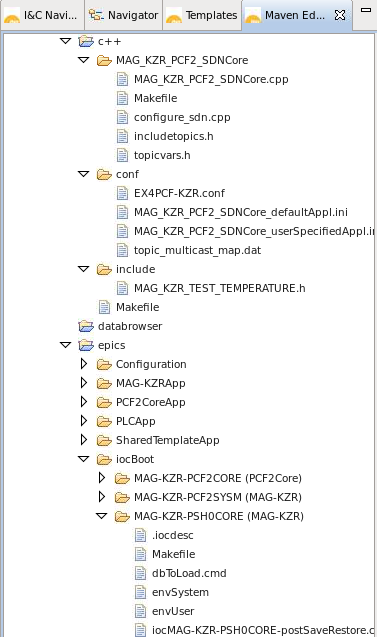 I&C Navi... Navigator Templates Maven Ed...
c++
MAG_KZR_PCF2_SDNCore
MAG_KZR_PCF2_SDNCore.cpp
Makefile
configure_sdn.cpp
includetopics.h
topicvars.h
conf
EX4PCF-KZR.conf
MAG_KZR_PCF2_SDNCore_defaultAppl.ini
MAG_KZR_PCF2_SDNCore_userSpecifiedAppl.in
topic_multicast_map.dat
include
MAG_KZR_TEST_TEMPERATURE.h
Makefile
databrowser
epics
Configuration
MAG-KZRApp
PCF2CoreApp
PLCApp
SharedTemplateApp
iocBoot
MAG-KZR-PCF2CORE (PCF2Core)
MAG-KZR-PCF2SYSM (MAG-KZR)
MAG-KZR-PSH0CORE (MAG-KZR)
.iocdesc
Makefile
dbToLoad.cmd
envSystem
envUser
iocMAG-KZR-PSH0CORE-postSaveRestore.c